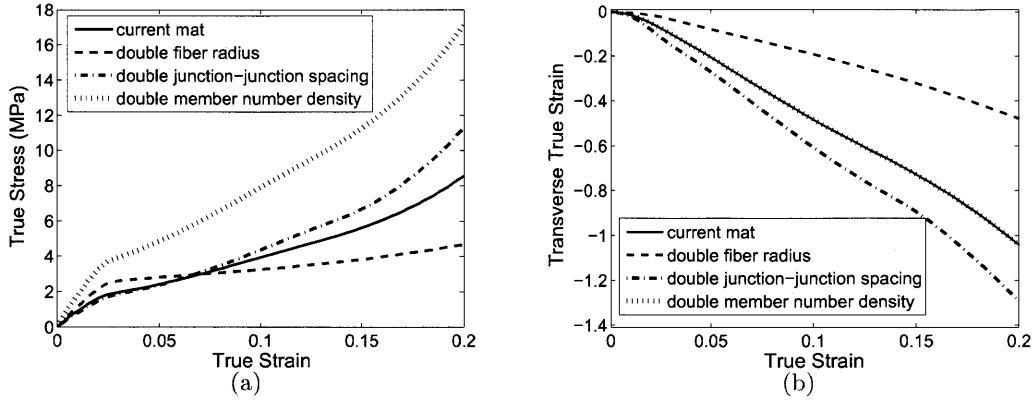 18
16
14
12
10
8
6
4
2
0
True Stress (MPa)
current mat
double fiber radius
double junction−junction spacing
double member number density
0
0.05
0.1
0.15
0.2
True Strain
(a)
0
−0.2
−0.4
−0.6
−0.8
−1
−1.2
−1.4
Transverse True Strain
current mat
double fiber radius
double junction−junction spacing
double member number density
0
0.05
0.1
0.15
0.2
True Strain
(b)